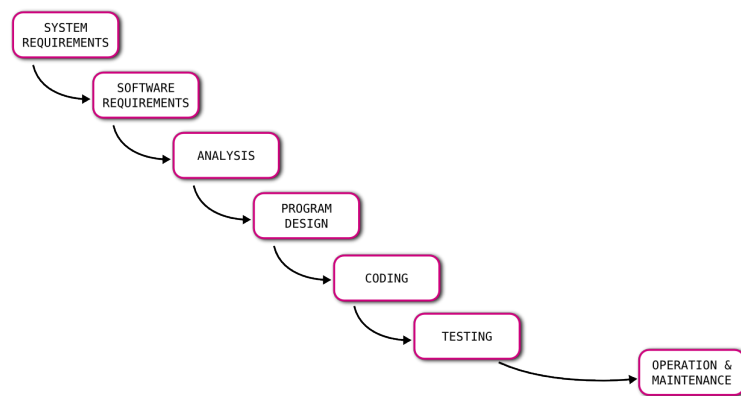 SYSTEM
REQUIREMENTS
SOFTWARE
REQUIREMENTS
ANALYSIS
PROGRAM
DESIGN
CODING
TESTING
OPERATION &
MAINTENANCE